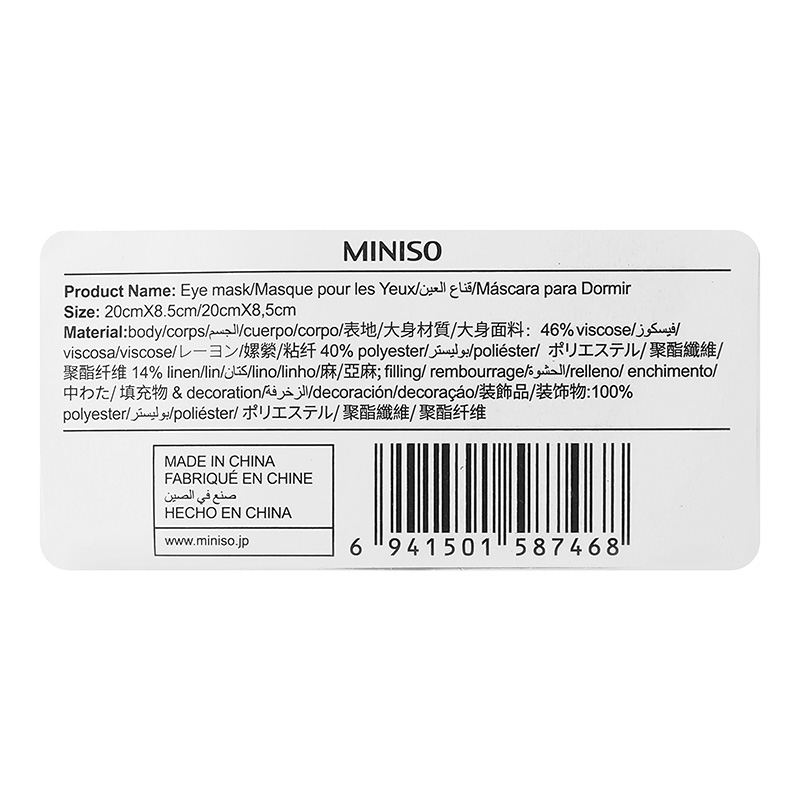 MINISO
Product Name: Eye mask/Masque pour les Yeux/قناع العين/Máscara para Dormir
Size: 20cmX8.5cm/20cmX8,5cm
Material:body/corps/الجسم/cuerpo/corpo/表地/大身材質/大身面料：46%viscose/فيسكوز/
viscosa/viscose/レーヨン/嫘縈/粘纤 40% polyester/بوليستر/poliéster/ ポリエステル/ 聚酯纖維/
聚酯纤维 14% linen/lin/كتان/lino/linho/麻/亞麻; filling/ rembourrage/الحشوة/relleno/ enchimento/
中わた/ 填充物 & decoration/الزخرفة/decoración/decoraçáo/装飾品/装饰物:100%
polyester/بوليستر/poliéster/ ポリエステル/ 聚酯纖維/ 聚酯纤维
MADE IN CHINA
FABRIQUÉ EN CHINE
صنع في الصين
HECHO EN CHINA
www.miniso.jp
6 941501 587468